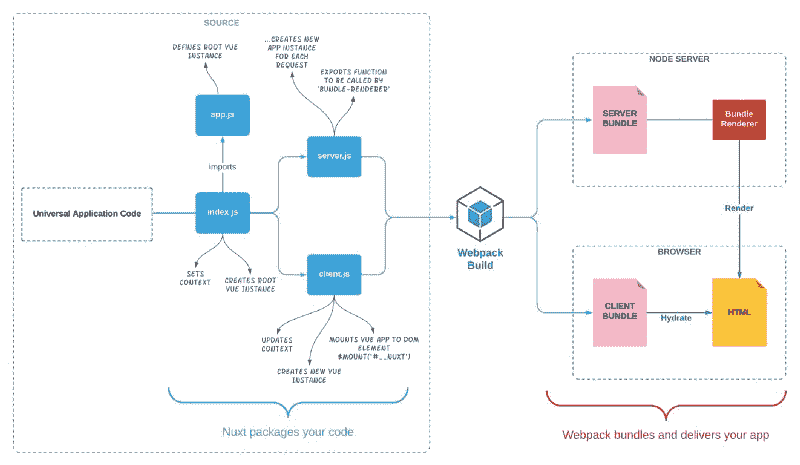 SOURCE
DEFINES ROOT VUE
INSTANCE
...CREATES NEW
APP INSTANCE
FOR EACH
REQUEST
EXPORTS FUNCTION
TO BE CALLED BY
'BUNDLE-RENDERER'
app.js
imports
server.js
Universal Application Code
index.js
SETS
CONTEXT
CREATES ROOT
VUE INSTANCE
client.js
UPDATES
CONTEXT
MOUNTS VUE APP TO DOM
ELEMENT
$MOUNT('#__NUXT')
CREATES NEW VUE
INSTANCE
Nuxt packages your code
Webpack
Build
NODE SERVER
SERVER
BUNDLE
Bundle
Renderer
Render
BROWSER
CLIENT
BUNDLE
Hydrate
HTML
Webpack bundles and delivers your app